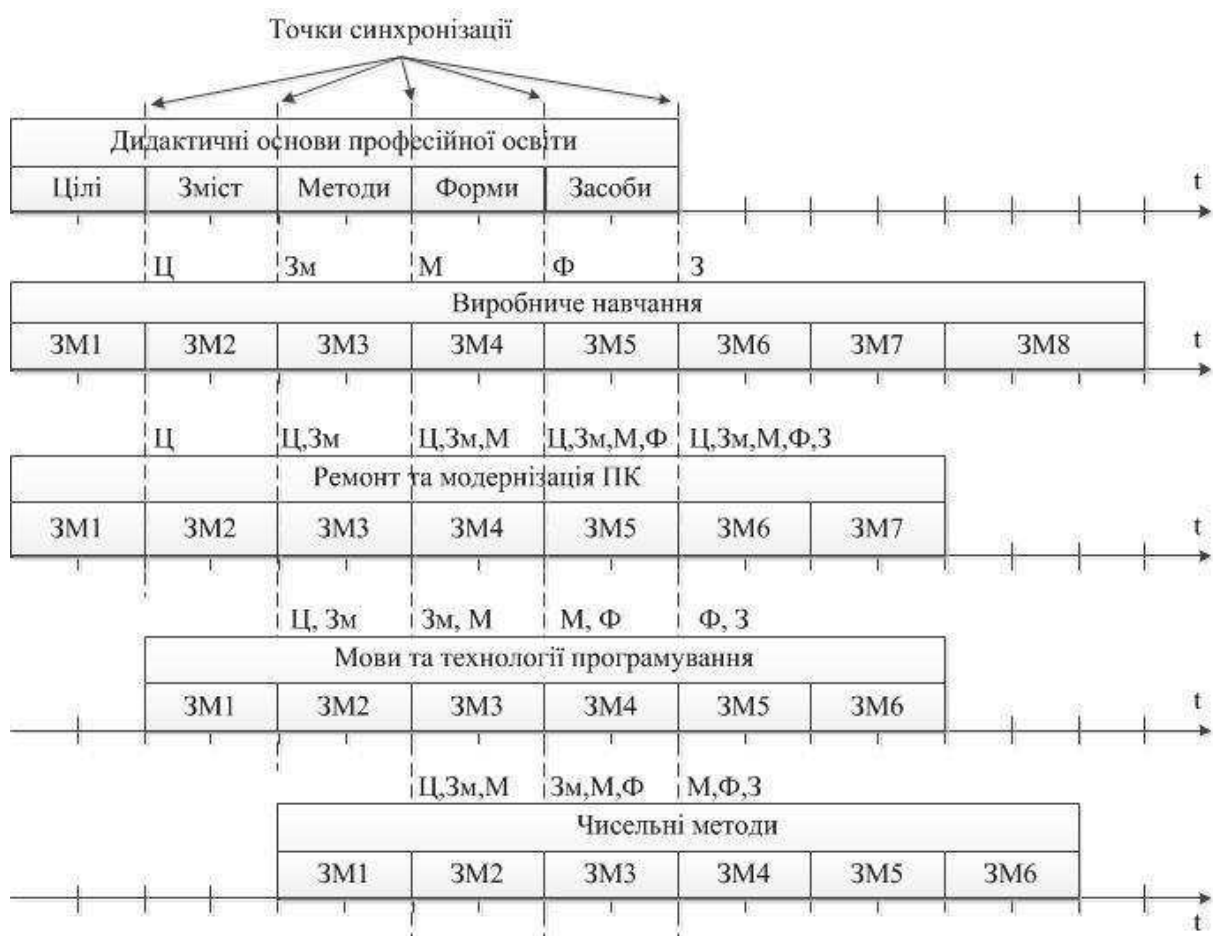 Точки синхронізації
Дидактичні основи професійної освіти
Цілі Зміст Методи Форми Засоби
t
Ц Зм М Ф З
Виробниче навчання
ЗМ1 ЗМ2 ЗМ3 ЗМ4 ЗМ5 ЗМ6 ЗМ7 ЗМ8
t
Ц Ц,Зм Ц,Зм,М Ц,Зм,М,Ф Ц,Зм,М,Ф,З
Ремонт та модернізація ПК
ЗМ1 ЗМ2 ЗМ3 ЗМ4 ЗМ5 ЗМ6 ЗМ7
t
Ц, Зм Зм, М М, Ф Ф, З
Мови та технології програмування
ЗМ1 ЗМ2 ЗМ3 ЗМ4 ЗМ5 ЗМ6
t
Ц,Зм,М Зм,М,Ф М,Ф,З
Чисельні методи
ЗМ1 ЗМ2 ЗМ3 ЗМ4 ЗМ5 ЗМ6
t